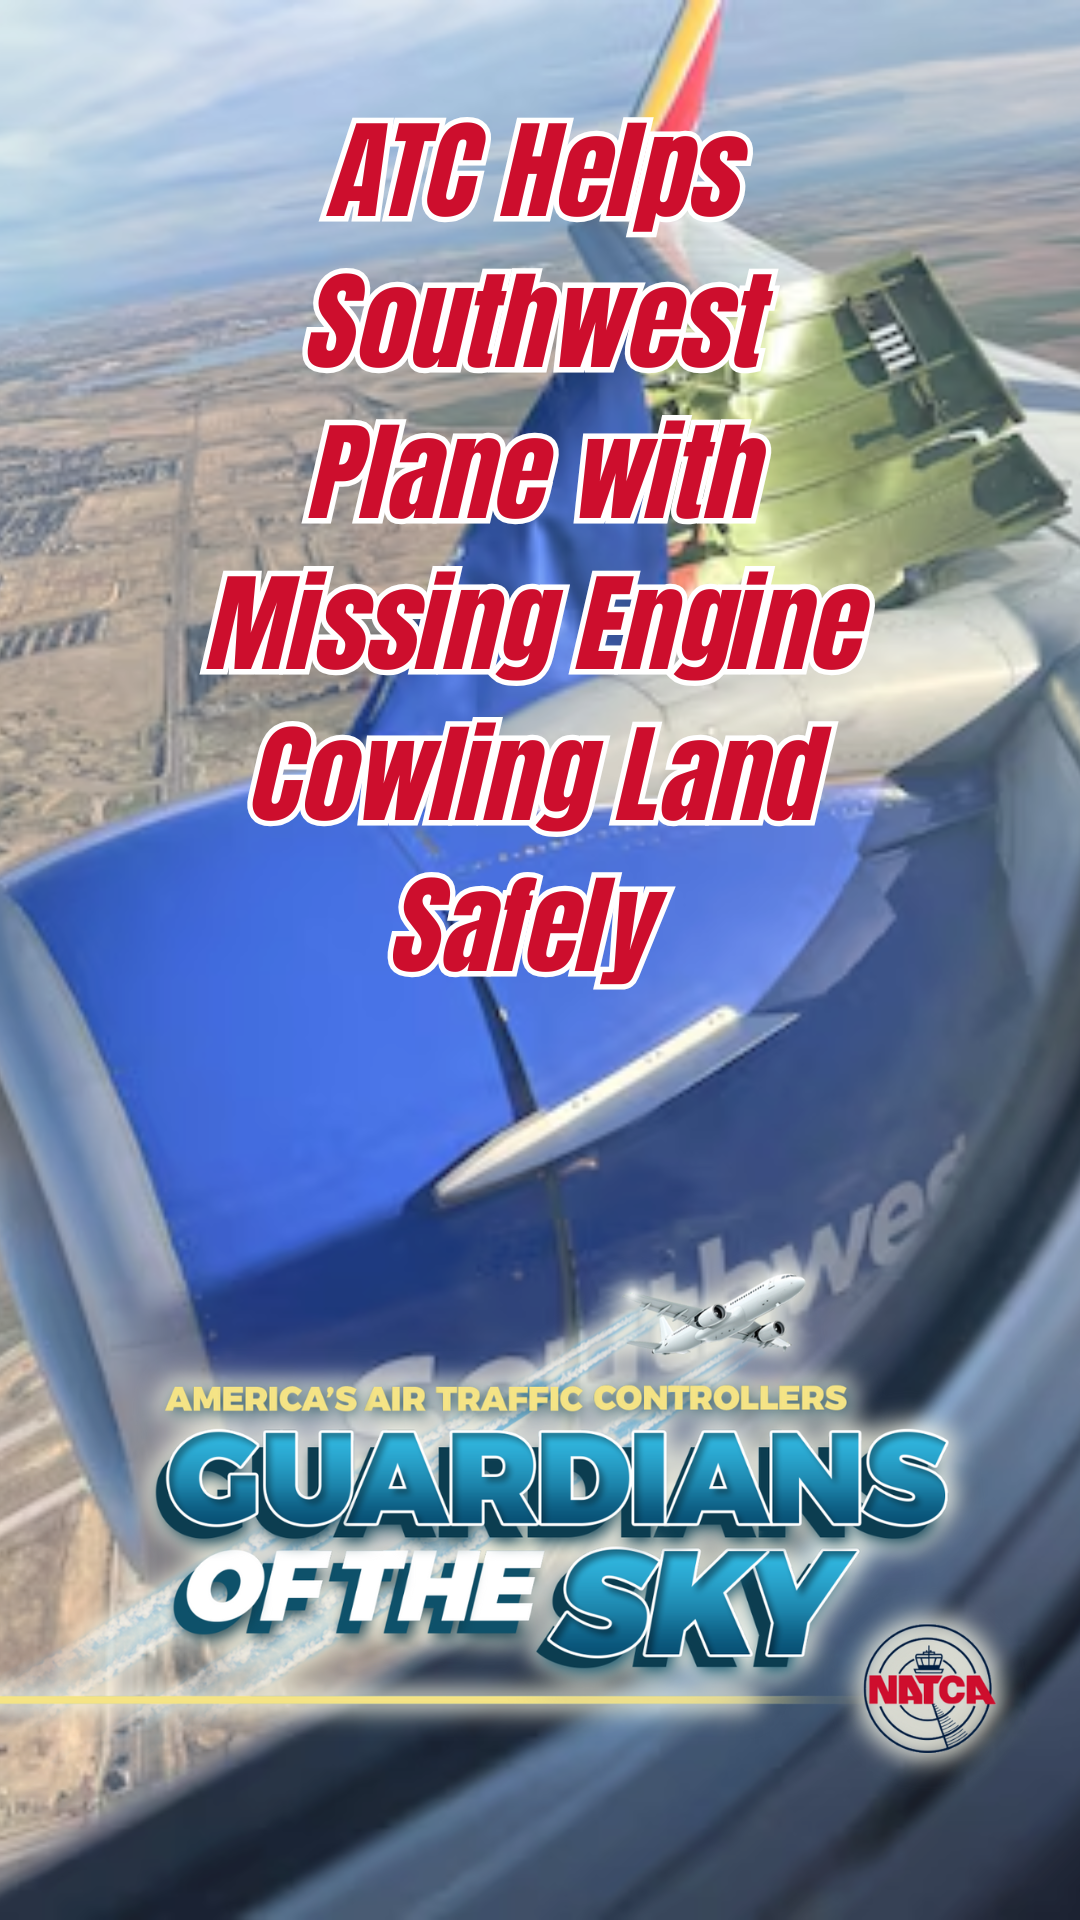 ATC Helps
Southwest
Plane with
Missing Engine
Cowling Land
Safely
Southwes
AMERICA'S AIR TRAFFIC CONTROLLERS
GUARDIANS
OF THE SKY
NATCA